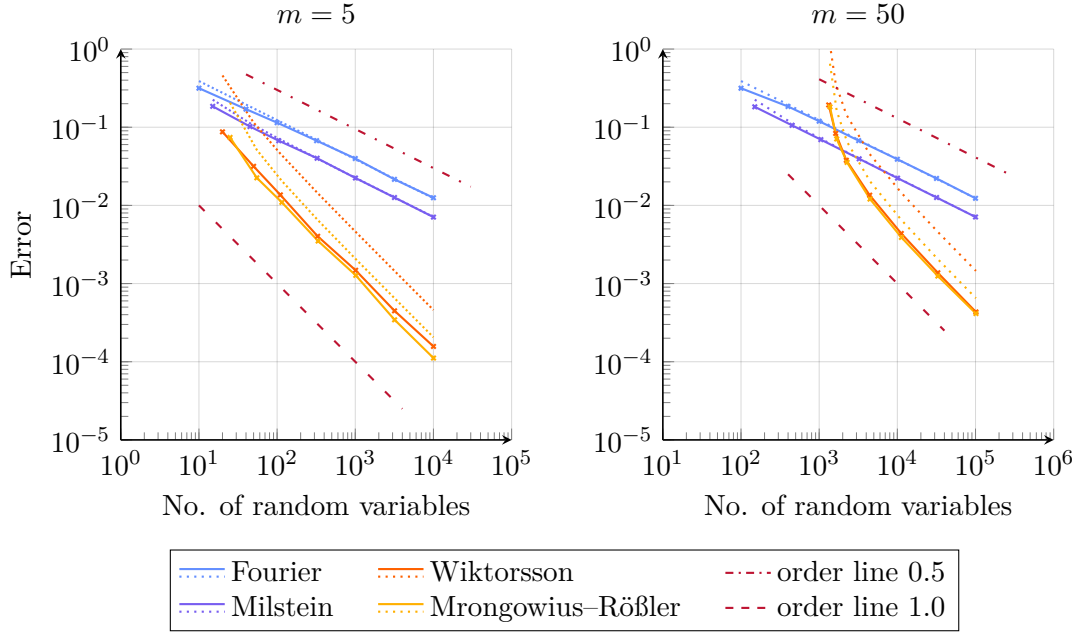 m = 5
m = 50
Error
10^0
10^-1
10^-2
10^-3
10^-4
10^-5
10^0 10^1 10^2 10^3 10^4 10^5
No. of random variables
10^0
10^-1
10^-2
10^-3
10^-4
10^-5
10^1 10^2 10^3 10^4 10^5 10^6
No. of random variables
Fourier Wiktorsson order line 0.5
Milstein Mrongowius–Rößler order line 1.0